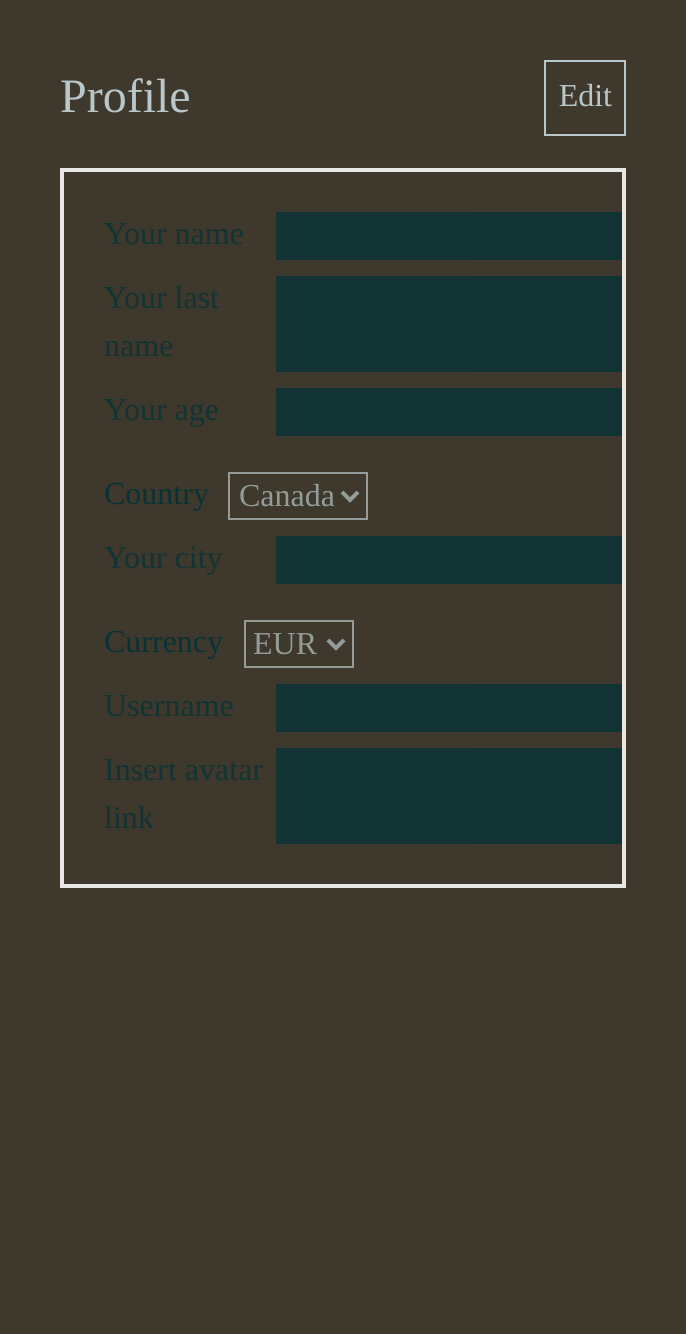 Profile
Edit
Your name
Your last
name
Your age
Country Canada
Your city
Currency EUR
Username
Insert avatar
link